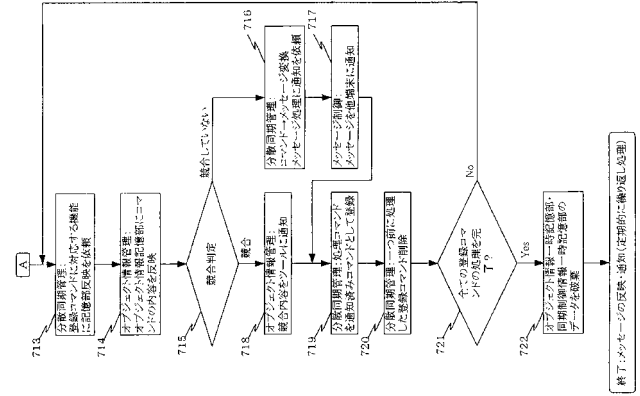 A
713
分散同期管理:
登録コマンドに対応する機能
に記憶部反映を依頼
714
オブジェクト情報管理:
オブジェクト情報記憶部にコマ
ンドの内容を反映
715
競合判定
競合していない
競合
716
分散同期管理:
コマンド→メッセージ変換
メッセージ処理に通知を依頼
717
メッセージ制御:
メッセージを他端末に通知
718
オブジェクト情報管理:
競合内容をツールに通知
719
分散同期管理:処理コマンド
を通知済みコマンドとして登録
720
分散同期管理:一つ前に処理
した登録コマンド削除
721
全ての登録コマ
ンドの処理を完
了?
No
Yes
722
オブジェクト情報一時記憶部・
同期制御情報一時記憶部の
データを破棄
終了:メッセージの反映・通知(定期的に繰り返し処理)